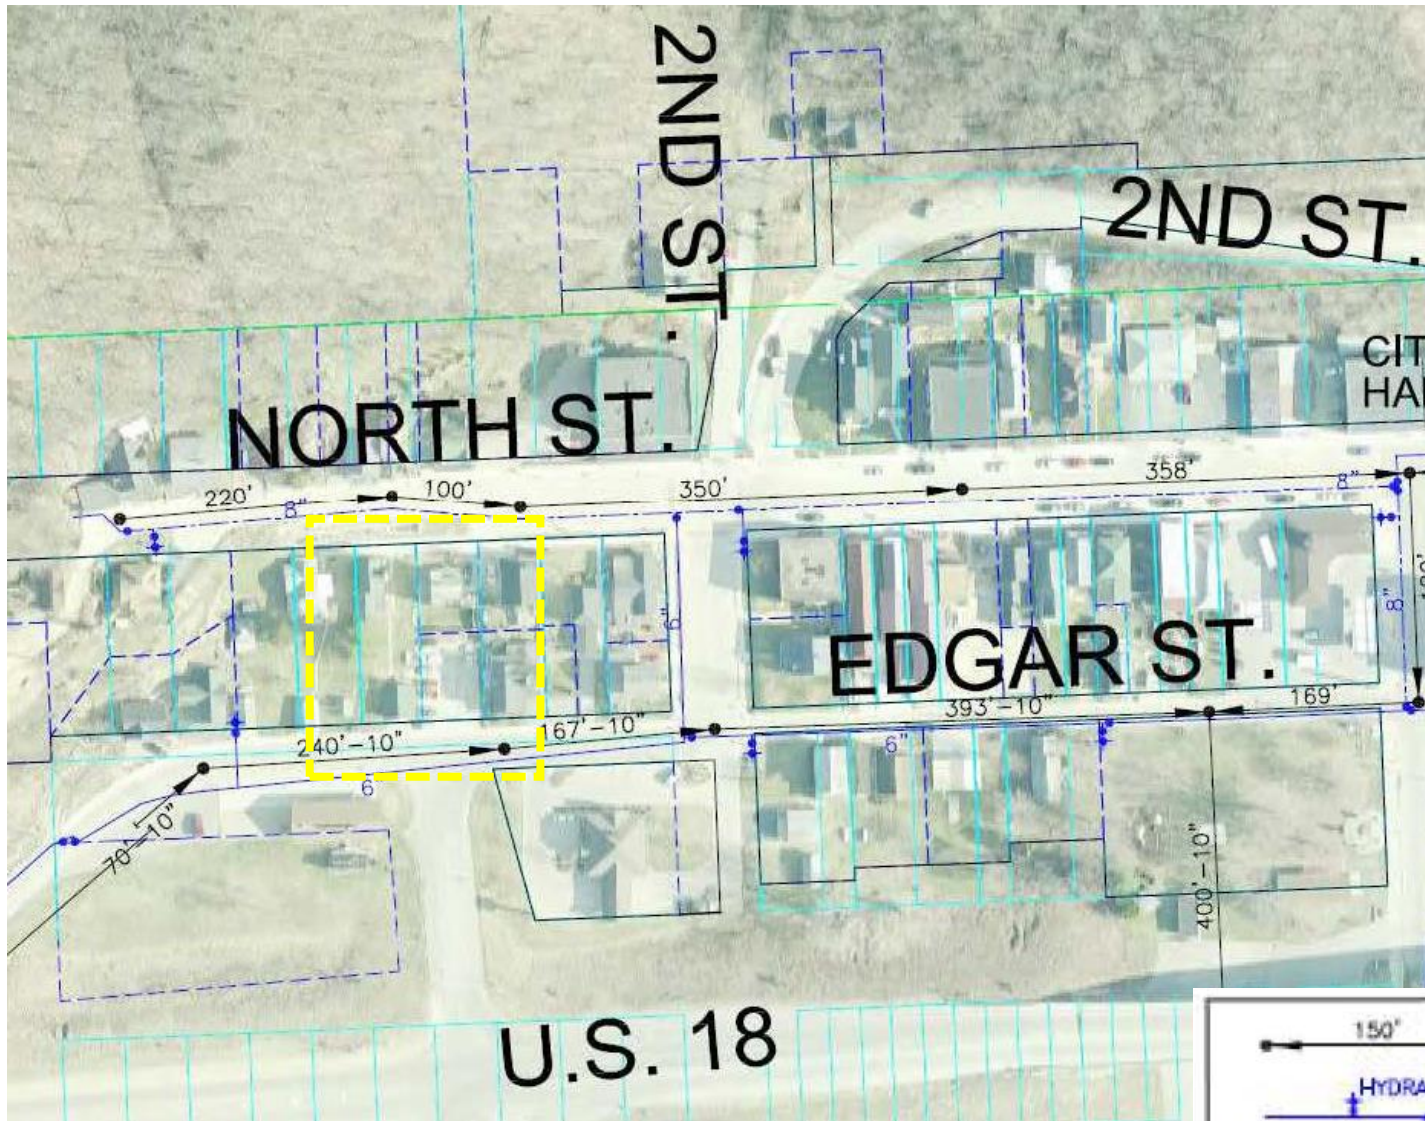 2ND ST.
2ND ST.
CIT
HA
NORTH ST.
220'
100'
350'
358'
8"
8"
6"
8"
EDGAR ST.
393'-10"
169'
240'-10"
167'-10"
6"
6"
70'-10"
400'-10"
U.S. 18
150'
HYDRA